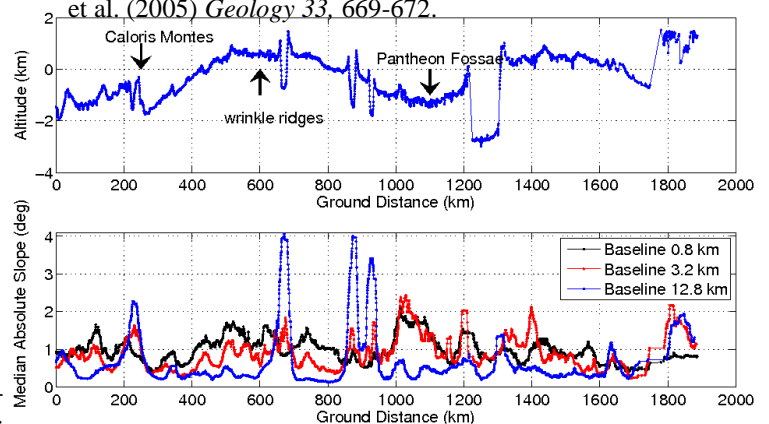 et al. (2005) Geology 33, 669-672.
2
0
−2
−4
Altitude (km)
Caloris Montes
wrinkle ridges
Pantheon Fossae
0 200 400 600 800 1000 1200 1400 1600 1800 2000
Ground Distance (km)
4
3
2
1
0
Median Absolute Slope (deg)
Baseline 0.8 km
Baseline 3.2 km
Baseline 12.8 km
0 200 400 600 800 1000 1200 1400 1600 1800 2000
Ground Distance (km)